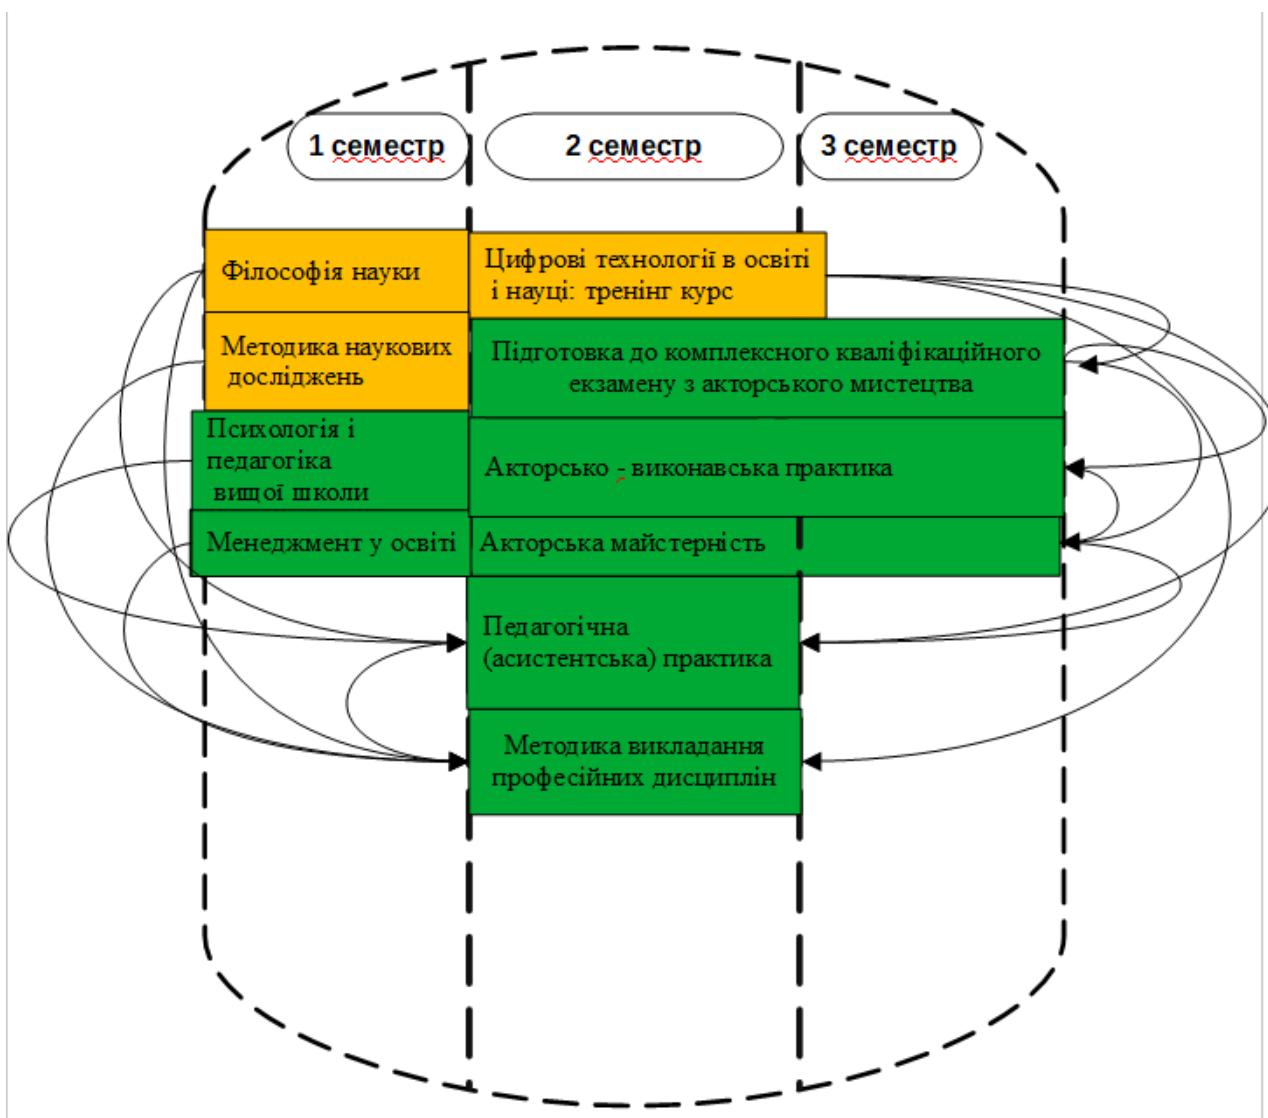 1 семестр
2 семестр
3 семестр
Філософія науки
Цифрові технології в освіті
і науці: тренінг курс
Методика наукових
досліджень
Підготовка до комплексного кваліфікаційного
екзамену з акторського мистецтва
Психологія і
педагогіка
вищої школи
Акторсько - виконавська практика
Менеджмент у освіті
Акторська майстерність
Педагогічна
(асистентська) практика
Методика викладання
професійних дисциплін